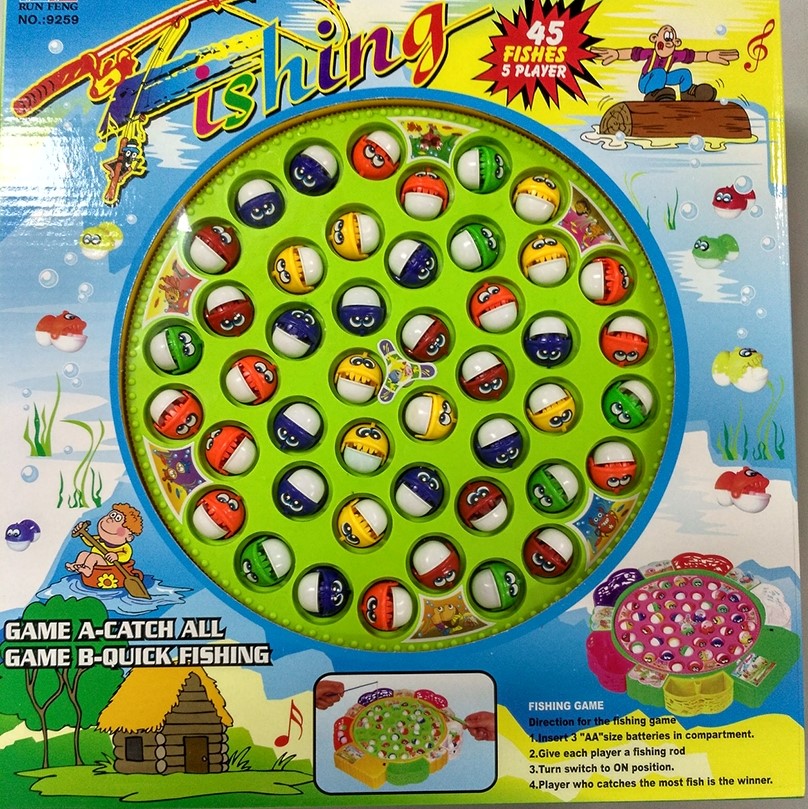 RUN FENG
NO.:9259
Fishing
45
FISHES
5 PLAYER
GAME A-CATCH ALL
GAME B-QUICK FISHING
FISHING GAME
Direction for the fishing game
1.Insert 3 "AA"size batteries in compartment.
2.Give each player a fishing rod
3.Turn switch to ON position.
4.Player who catches the most fish is the winner.